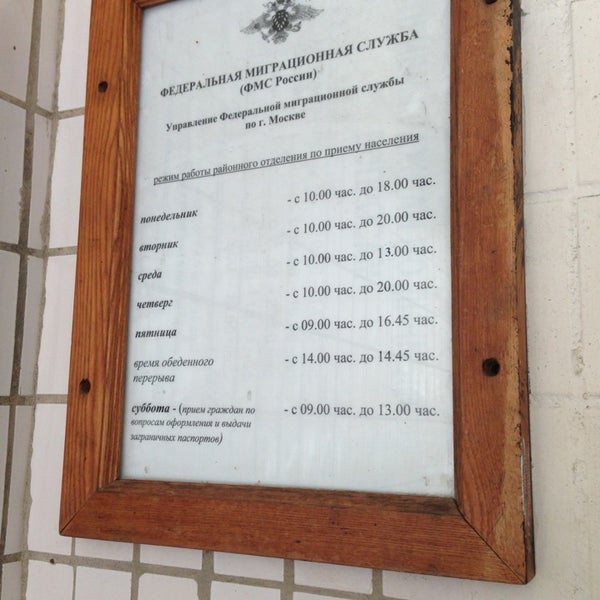 ФЕДЕРАЛЬНАЯ МИГРАЦИОННАЯ СЛУЖБА
(ФМС России)
Управление Федеральной миграционной службы
по г. Москве
режим работы районного отделения по приему населения
понедельник - с 10.00 час. до 18.00 час.
вторник - с 10.00 час. до 20.00 час.
среда - с 10.00 час. до 13.00 час.
четверг - с 10.00 час. до 20.00 час.
пятница - с 09.00 час. до 16.45 час.
время обеденного - с 14.00 час. до 14.45 час.
перерыва
суббота - (прием граждан по - с 09.00 час. до 13.00 час.
вопросам оформления и выдачи
заграничных паспортов)